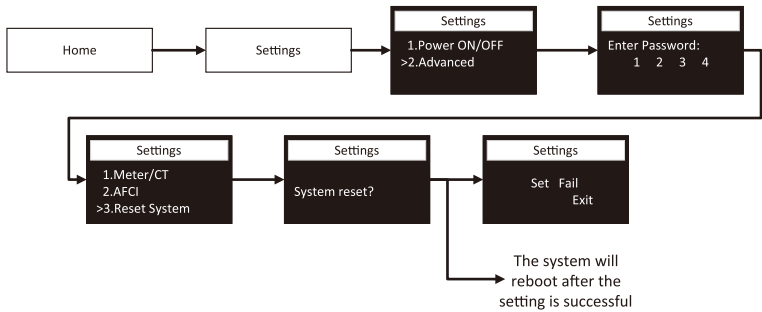 Home
Settings
Settings
1.Power ON/OFF
>2.Advanced
Settings
Enter Password:
1 2 3 4
Settings
1.Meter/CT
2.AFCI
>3.Reset System
Settings
System reset?
Settings
Set Fail
Exit
The system will
reboot after the
setting is successful